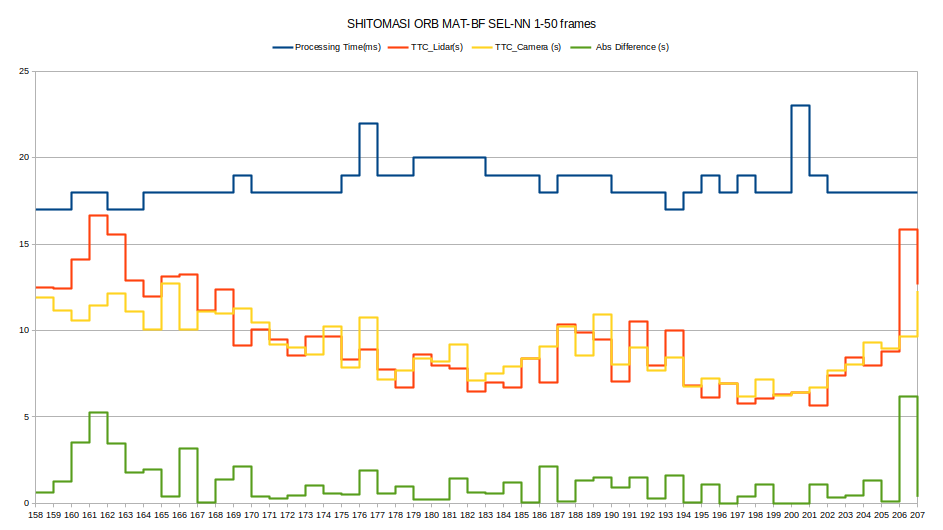 SHITOMASI ORB MAT-BF SEL-NN 1-50 frames
Processing Time(ms) TTC_Lidar(s) TTC_Camera (s) Abs Difference (s)
25
20
15
10
5
0
158 159 160 161 162 163 164 165 166 167 168 169 170 171 172 173 174 175 176 177 178 179 180 181 182 183 184 185 186 187 188 189 190 191 192 193 194 195 196 197 198 199 200 201 202 203 204 205 206 207